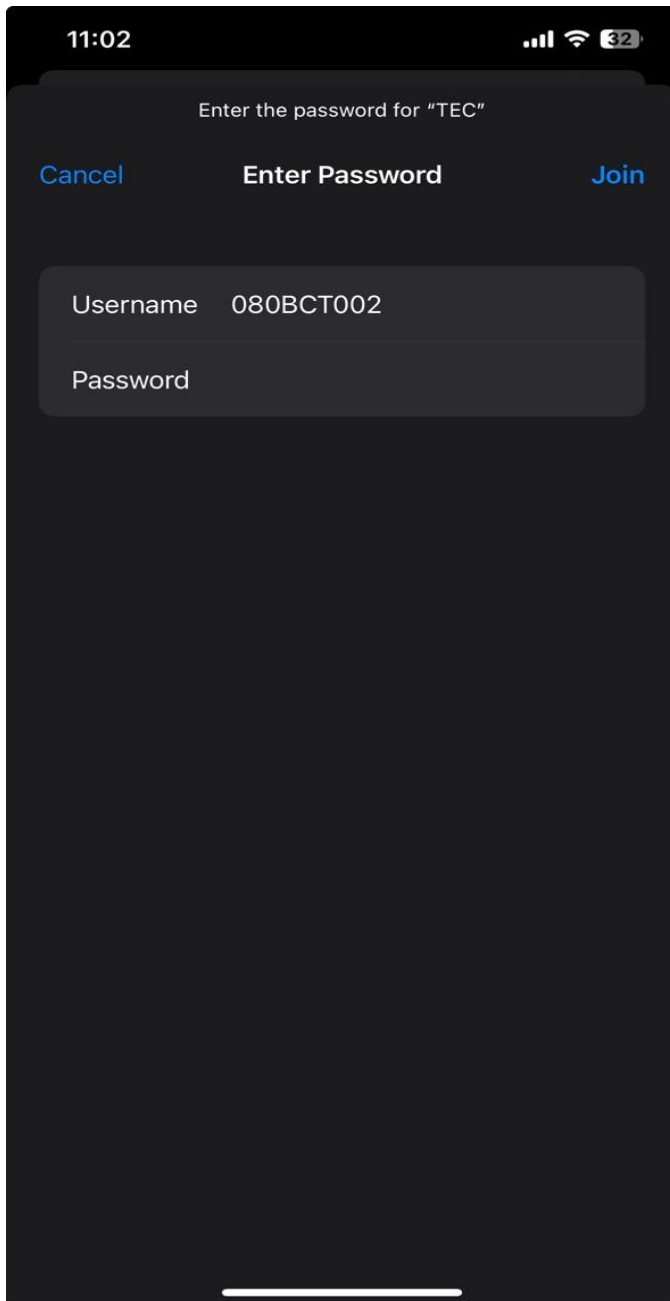 11:02
32
Enter the password for “TEC”
Cancel Enter Password Join
Username 080BCT002
Password